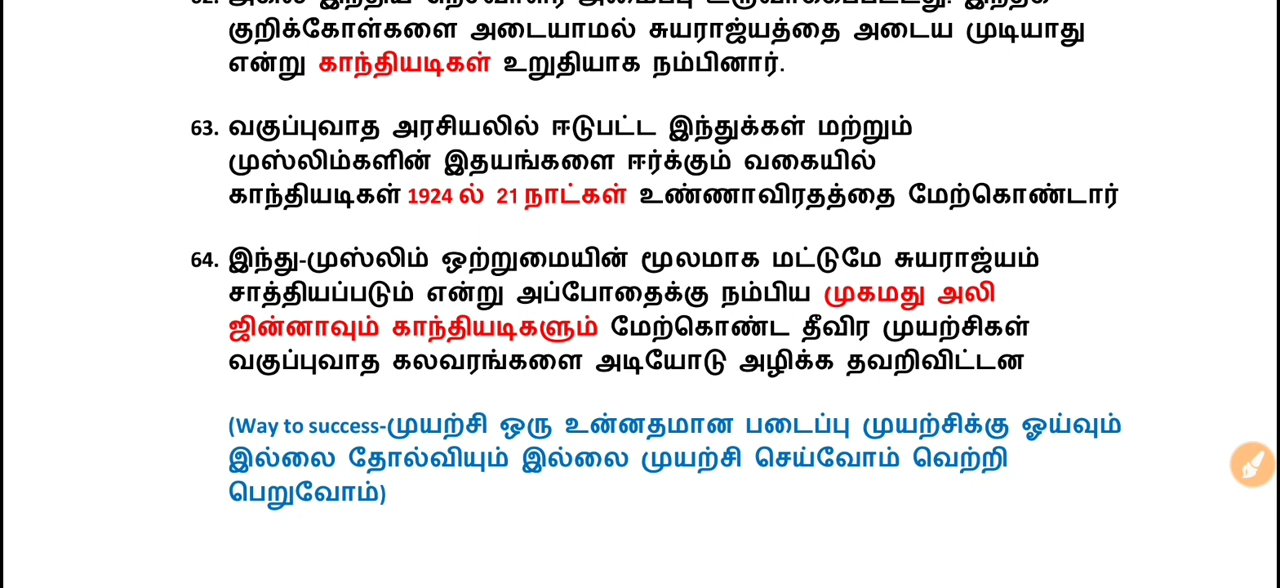 குறிக்கோள்களை அடையாமல் சுயராஜ்யத்தை அடைய முடியாது
என்று காந்தியடிகள் உறுதியாக நம்பினார்.
63. வகுப்புவாத அரசியலில் ஈடுபட்ட இந்துக்கள் மற்றும்
முஸ்லிம்களின் இதயங்களை ஈர்க்கும் வகையில்
காந்தியடிகள் 1924 ல் 21 நாட்கள் உண்ணாவிரதத்தை மேற்கொண்டார்
64. இந்து-முஸ்லிம் ஒற்றுமையின் மூலமாக மட்டுமே சுயராஜ்யம்
சாத்தியப்படும் என்று அப்போதைக்கு நம்பிய முகமது அலி
ஜின்னாவும் காந்தியடிகளும் மேற்கொண்ட தீவிர முயற்சிகள்
வகுப்புவாத கலவரங்களை அடியோடு அழிக்க தவறிவிட்டன
(Way to success-முயற்சி ஒரு உன்னதமான படைப்பு முயற்சிக்கு ஓய்வும்
இல்லை தோல்வியும் இல்லை முயற்சி செய்வோம் வெற்றி
பெறுவோம்)